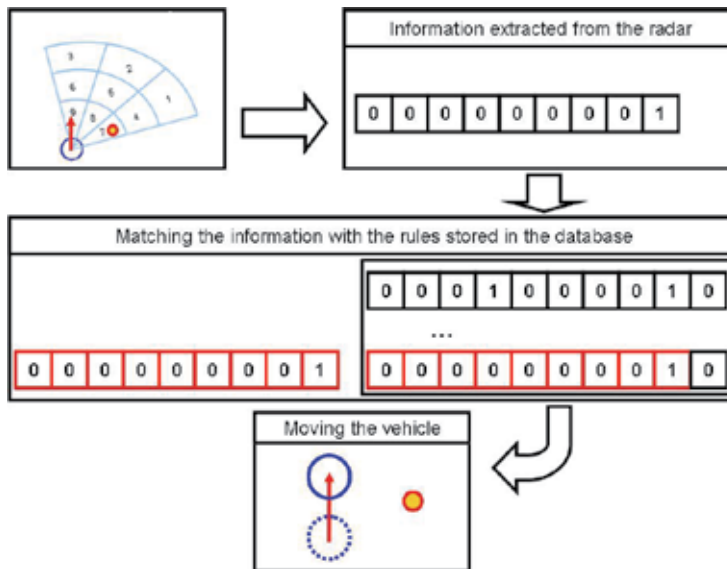 3
2
6
5
1
9
8
4
7
Information extracted from the radar
0 0 0 0 0 0 0 0 1
Matching the information with the rules stored in the database
0 0 0 1 0 0 0 0 1 0
...
0 0 0 0 0 0 0 0 1
0 0 0 0 0 0 0 0 1 0
Moving the vehicle